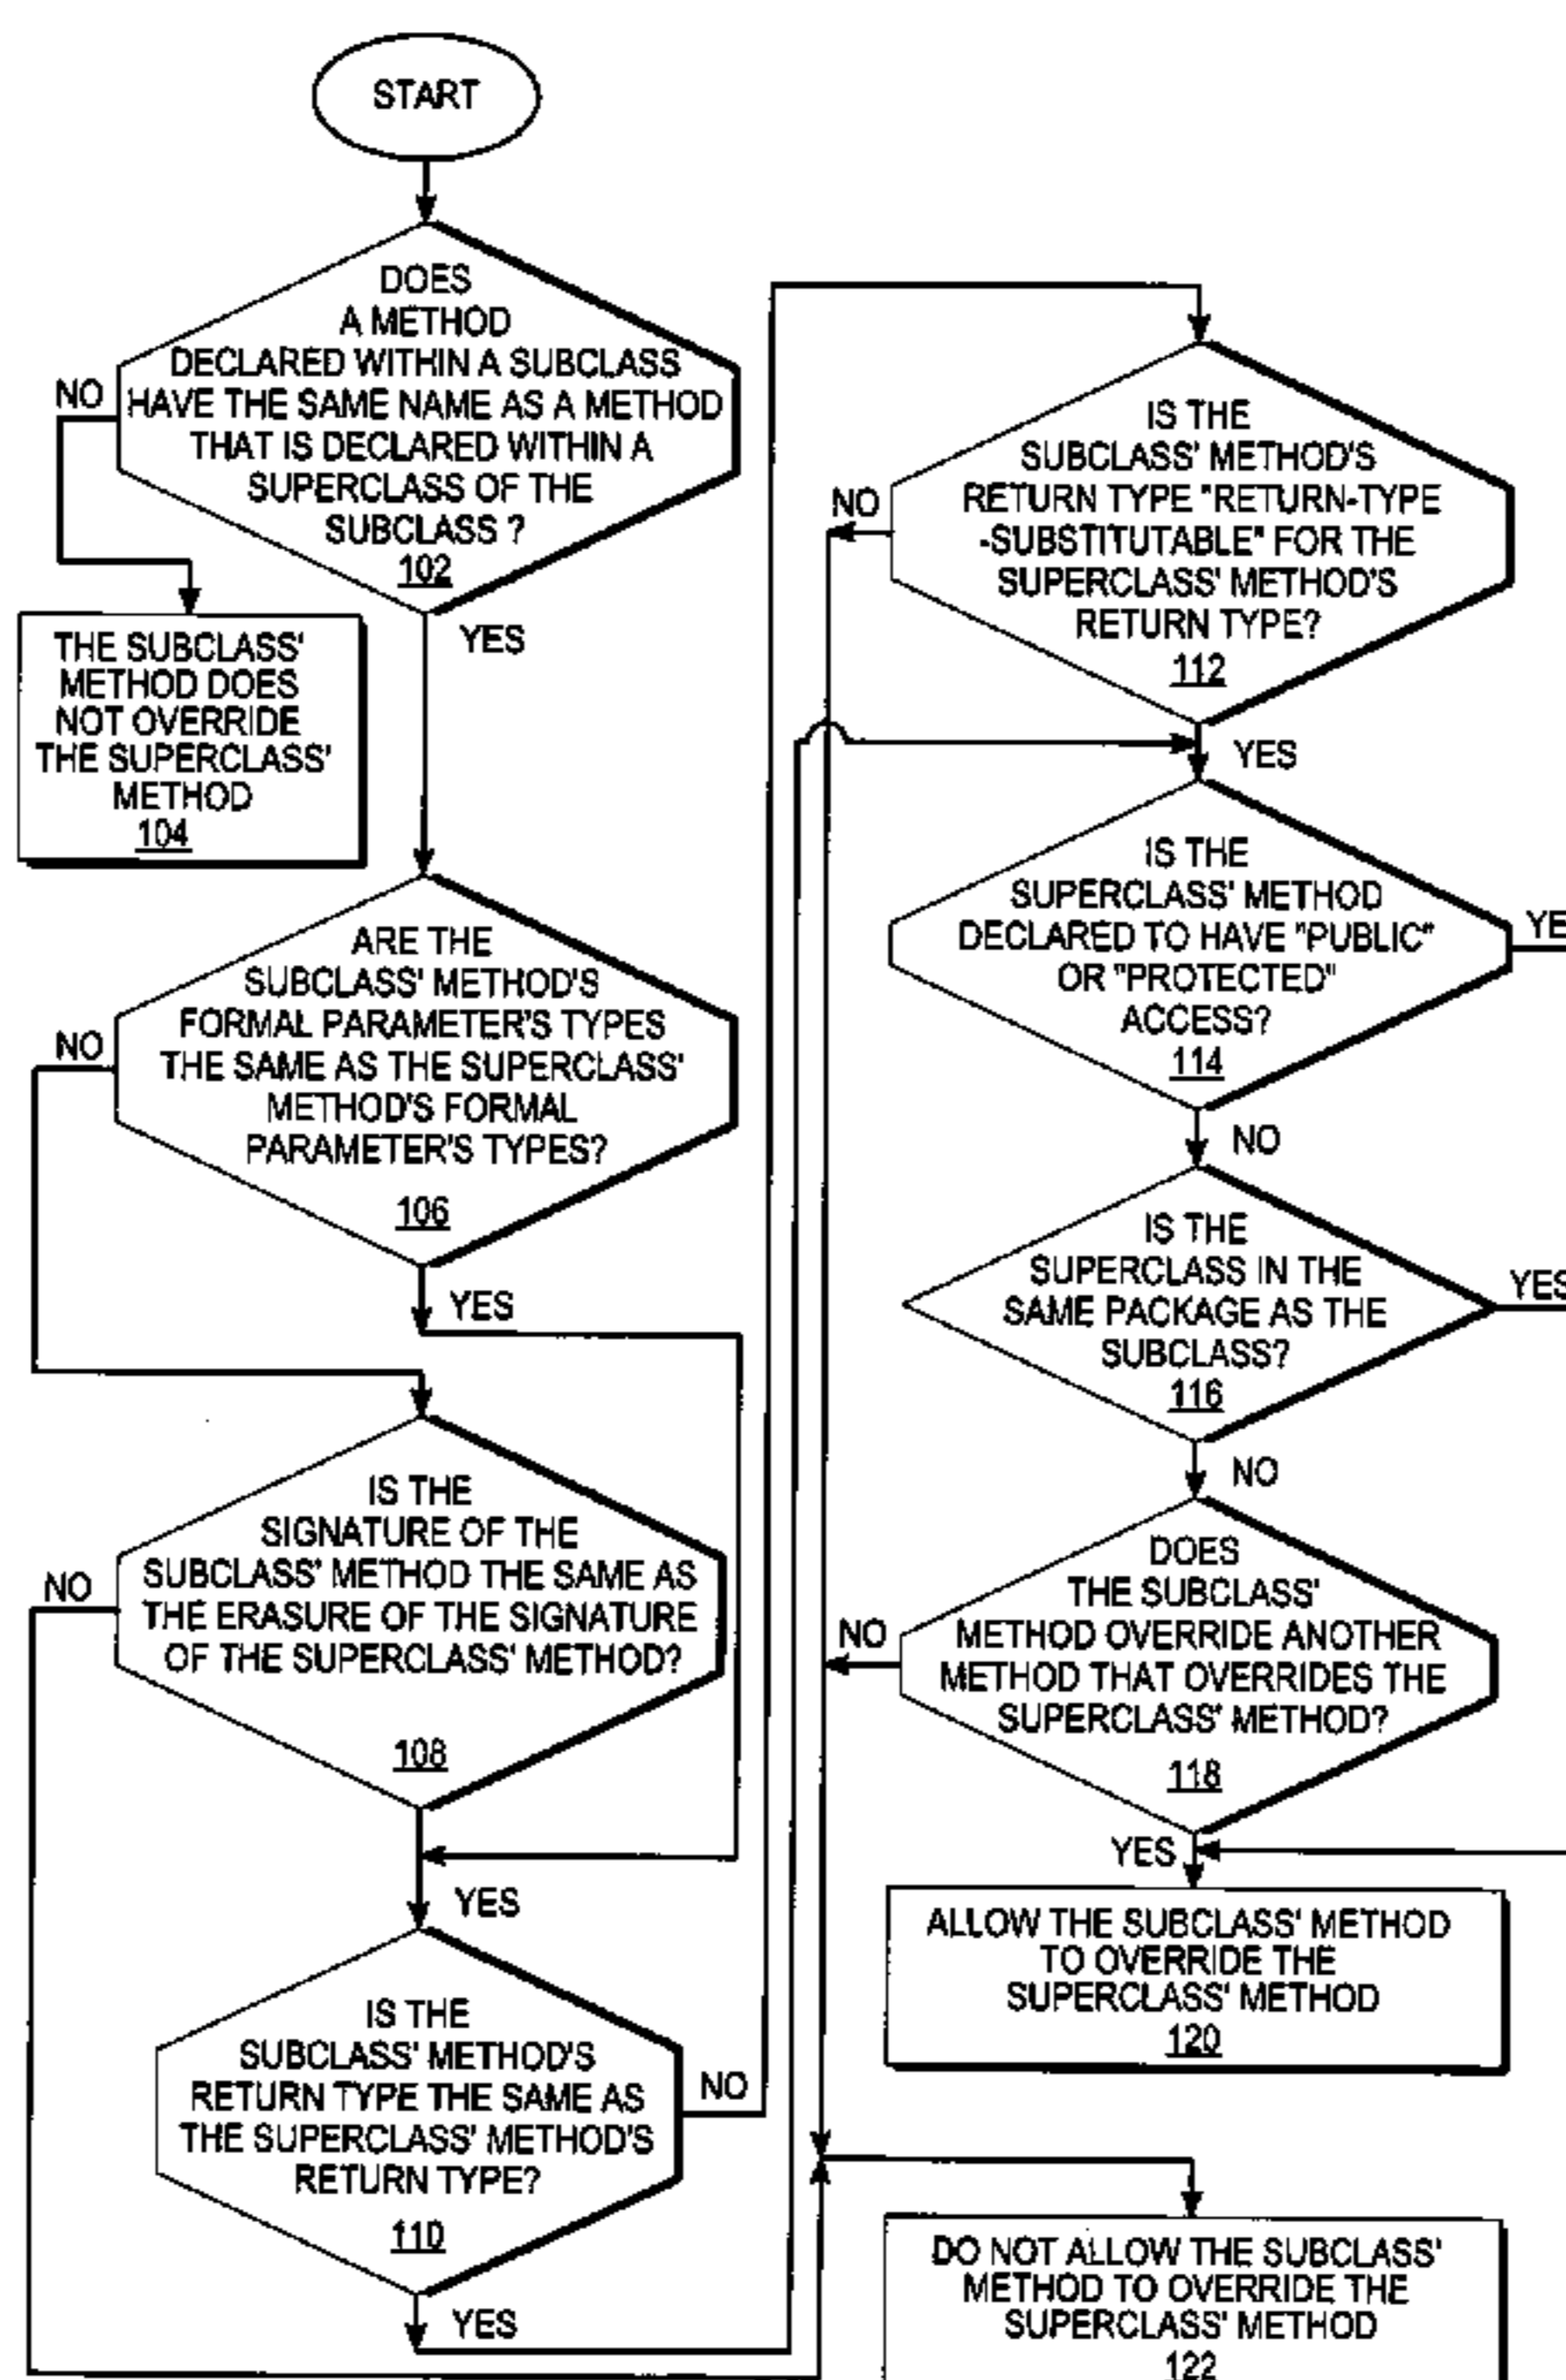 START
DOES
A METHOD
DECLARED WITHIN A SUBCLASS
HAVE THE SAME NAME AS A METHOD
THAT IS DECLARED WITHIN A
SUPERCLASS OF THE
SUBCLASS ?
102
NO
YES
THE SUBCLASS'
METHOD DOES
NOT OVERRIDE
THE SUPERCLASS'
METHOD
104
ARE THE
SUBCLASS' METHOD'S
FORMAL PARAMETER'S TYPES
THE SAME AS THE SUPERCLASS'
METHOD'S FORMAL
PARAMETER'S TYPES?
106
NO
YES
IS THE
SIGNATURE OF THE
SUBCLASS' METHOD THE SAME AS
THE ERASURE OF THE SIGNATURE
OF THE SUPERCLASS' METHOD?
108
NO
YES
IS THE
SUBCLASS' METHOD'S
RETURN TYPE THE SAME AS
THE SUPERCLASS' METHOD'S
RETURN TYPE?
110
NO
YES
IS THE
SUBCLASS' METHOD'S
RETURN TYPE "RETURN-TYPE
-SUBSTITUTABLE" FOR THE
SUPERCLASS' METHOD'S
RETURN TYPE?
112
NO
YES
IS THE
SUPERCLASS' METHOD
DECLARED TO HAVE "PUBLIC"
OR "PROTECTED"
ACCESS?
114
YE
NO
IS THE
SUPERCLASS IN THE
SAME PACKAGE AS THE
SUBCLASS?
116
YES
NO
DOES
THE SUBCLASS'
METHOD OVERRIDE ANOTHER
METHOD THAT OVERRIDES THE
SUPERCLASS' METHOD?
118
NO
YES
ALLOW THE SUBCLASS' METHOD
TO OVERRIDE THE
SUPERCLASS' METHOD
120
DO NOT ALLOW THE SUBCLASS'
METHOD TO OVERRIDE THE
SUPERCLASS' METHOD
122